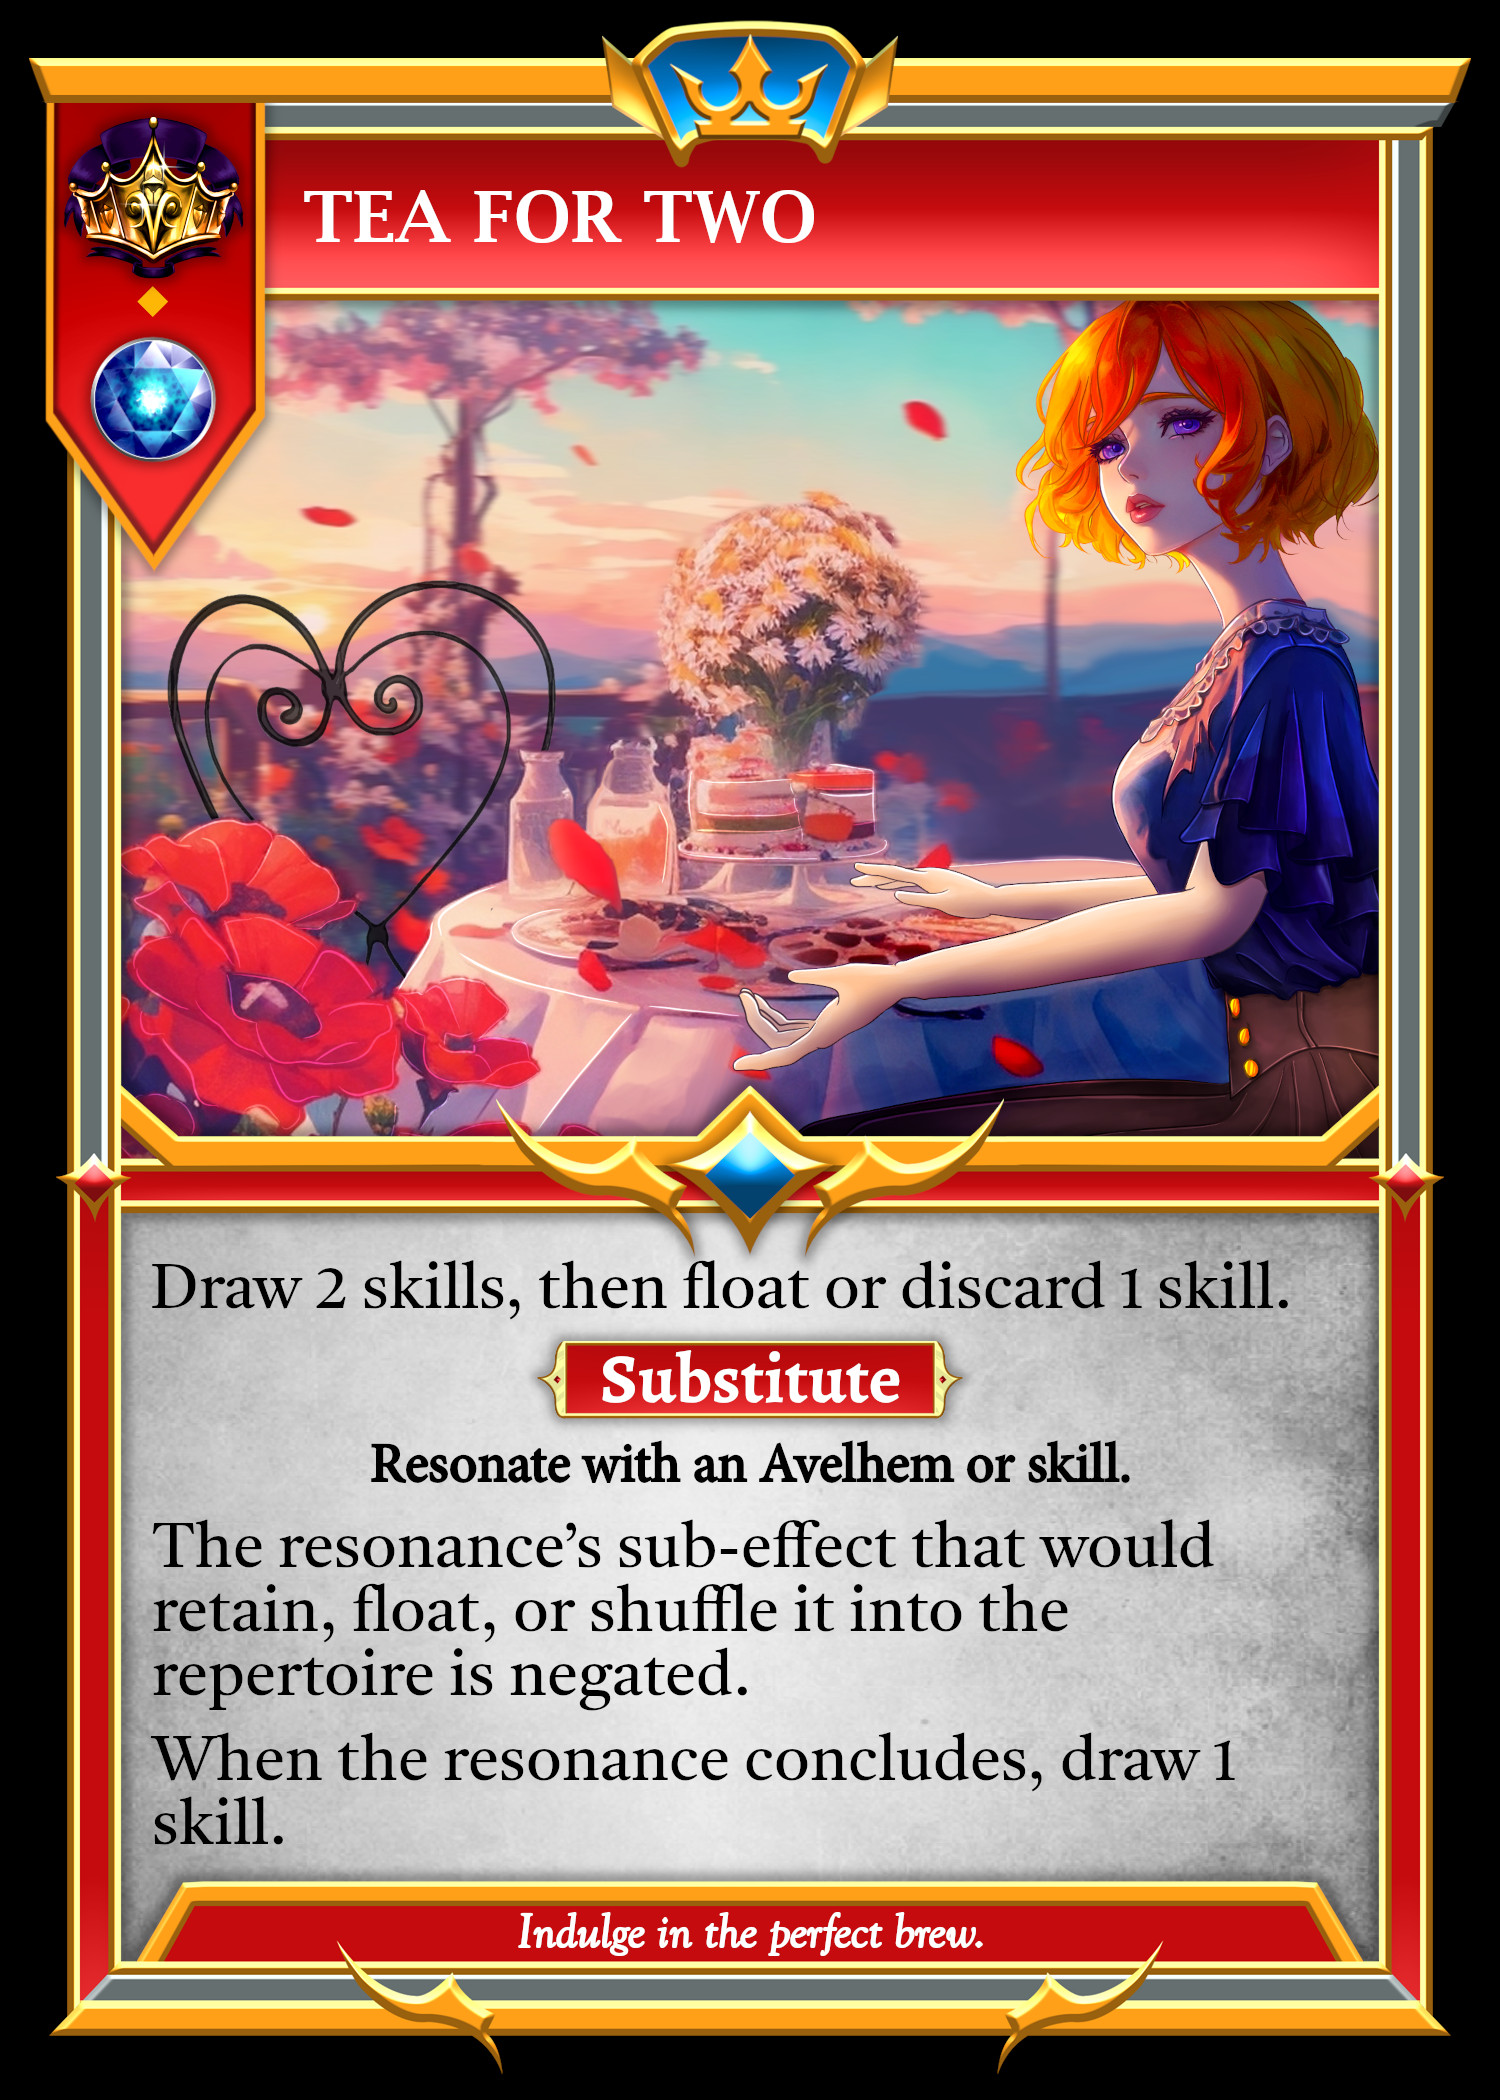 TEA FOR TWO
Draw 2 skills, then float or discard 1 skill.
Substitute
Resonate with an Avelhem or skill.
The resonance’s sub-effect that would
retain, float, or shuffle it into the
repertoire is negated.
When the resonance concludes, draw 1
skill.
Indulge in the perfect brew.